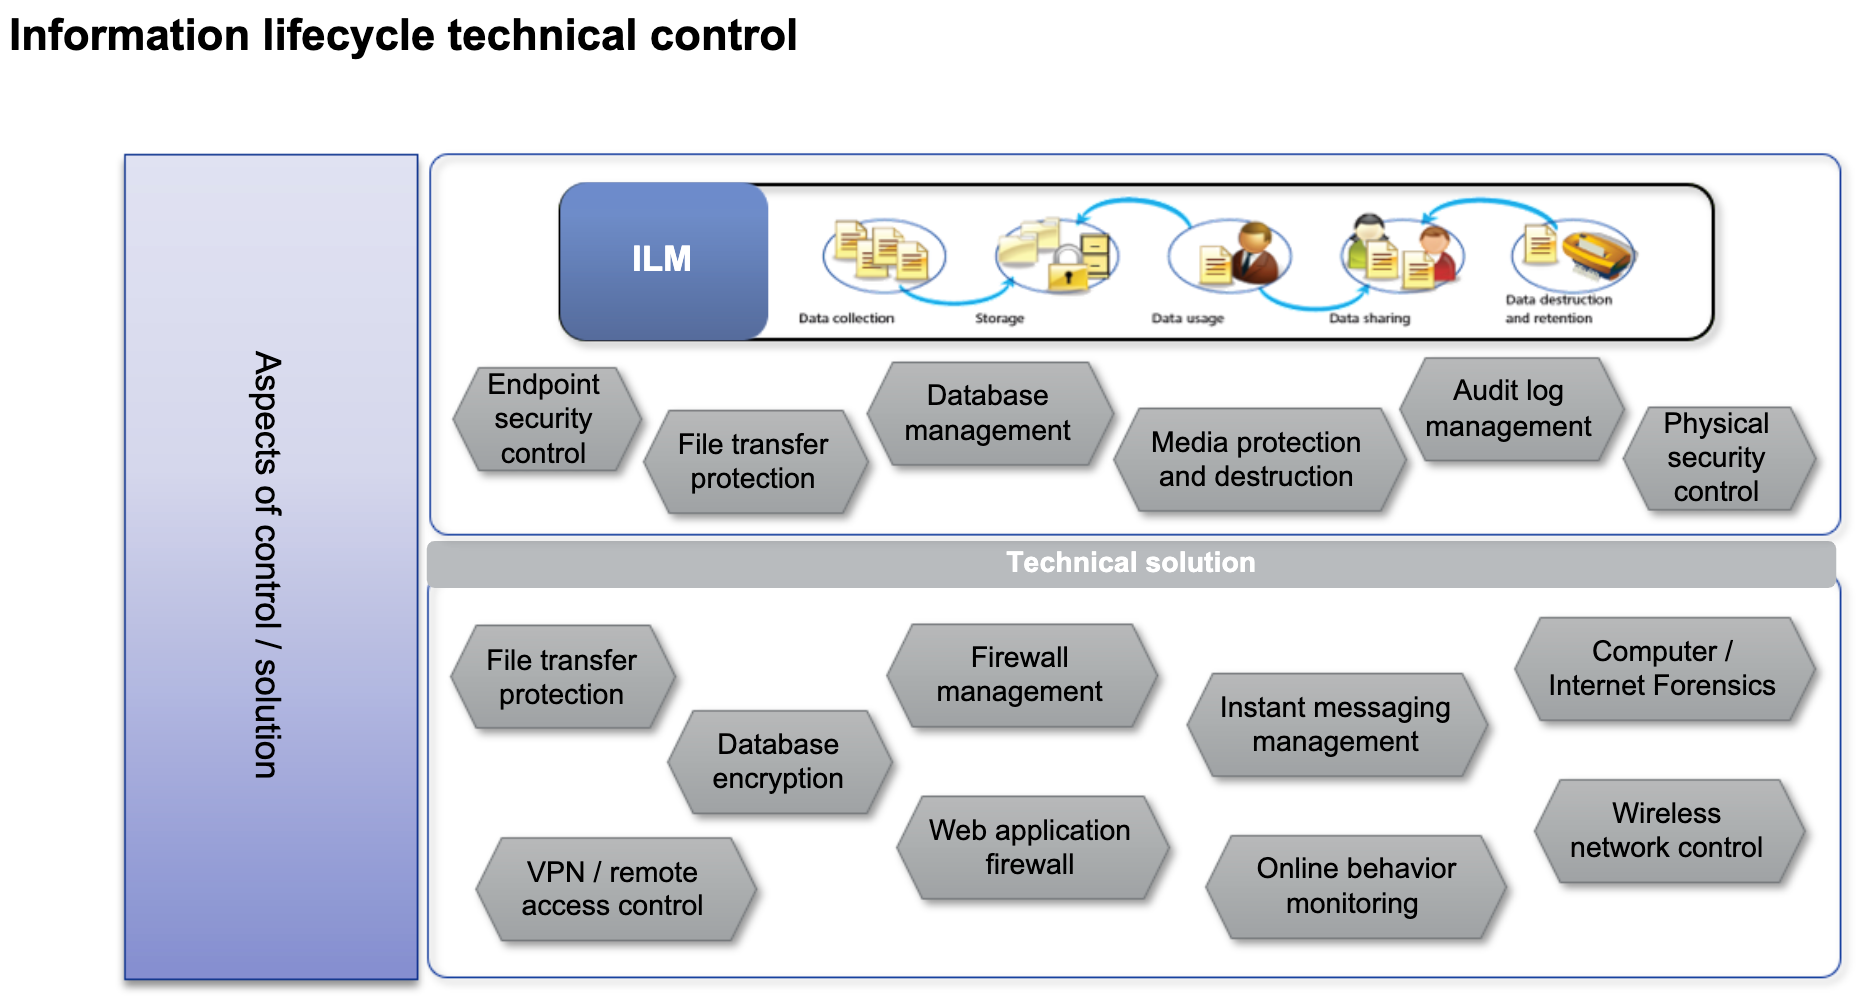 Information lifecycle technical control
Aspects of control / solution
ILM
Data collection
Storage
Data usage
Data sharing
Data destruction
and retention
Endpoint
security
control
File transfer
protection
Database
management
Media protection
and destruction
Audit log
management
Physical
security
control
Technical solution
File transfer
protection
Database
encryption
VPN / remote
access control
Firewall
management
Web application
firewall
Instant messaging
management
Online behavior
monitoring
Computer /
Internet Forensics
Wireless
network control